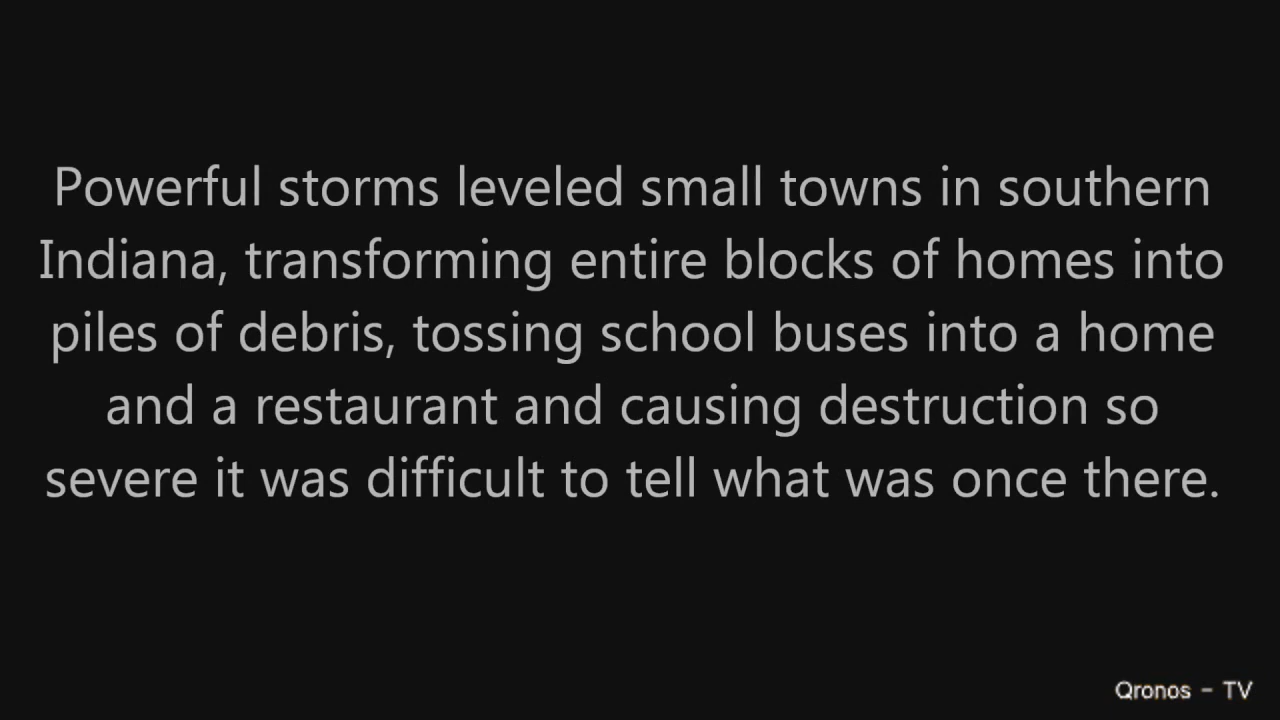 Powerful storms leveled small towns in southern
Indiana, transforming entire blocks of homes into
piles of debris, tossing school buses into a home
and a restaurant and causing destruction so
severe it was difficult to tell what was once there.
Qronos - TV